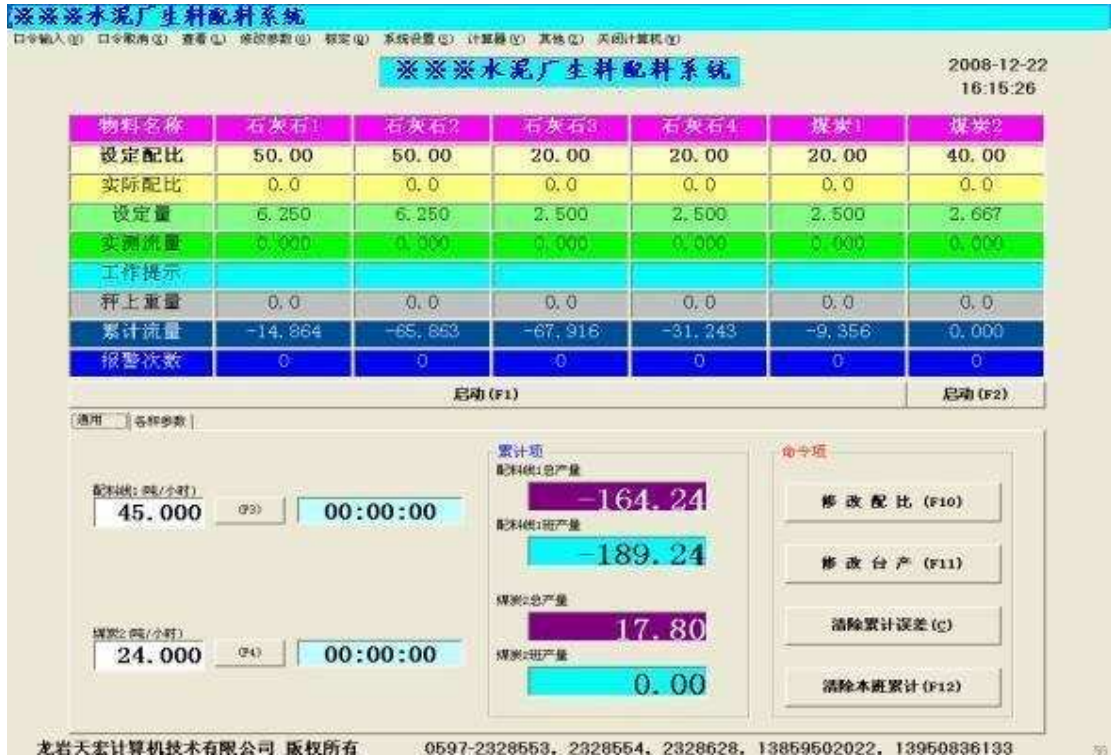 ※※※水泥厂生料配料系统
口令输入(I) 口令取消(X) 查看(L) 修改参数(G) 标定(Q) 系统设置(S) 计算器(Y) 其他(Z) 关闭计算机(W)
※※※水泥厂生料配料系统
2008-12-22
16:15:26
物料名称 石灰石1 石灰石2 石灰石3 石灰石4 煤炭1 煤炭2
设定配比 50.00 50.00 20.00 20.00 20.00 40.00
实际配比 0.0 0.0 0.0 0.0 0.0 0.0
设定量 6.250 6.250 2.500 2.500 2.500 2.667
实测流量 0.000 0.000 0.000 0.000 0.000 0.000
工作提示
秤上重量 0.0 0.0 0.0 0.0 0.0 0.0
累计流量 -14.864 -65.863 -67.916 -31.243 -9.356 0.000
报警次数 0 0 0 0 0 0
启动(F1) 启动(F2)
通用 各秤参数
累计项 命令项
配料线1总产量
-164.24
配料线1:(吨/小时)
45.000 (F3) 00:00:00
修改配比 (F10)
配料线1班产量
-189.24
修改台产 (F11)
煤炭2总产量
17.80
清除累计误差(C)
煤炭2:(吨/小时)
24.000 (F4) 00:00:00
煤炭2班产量
0.00
清除本班累计(F12)
龙岩天宏计算机技术有限公司 版权所有 0597-2328553, 2328554, 2328628, 13859502022, 13950836133